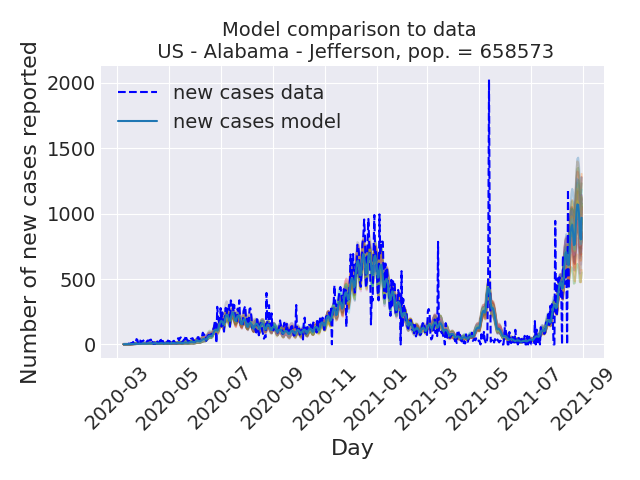 Model comparison to data
US - Alabama - Jefferson, pop. = 658573
Number of new cases reported
2000
1500
1000
500
0
new cases data
new cases model
2020-03
2020-05
2020-07
2020-09
2020-11
2021-01
2021-03
2021-05
2021-07
2021-09
Day